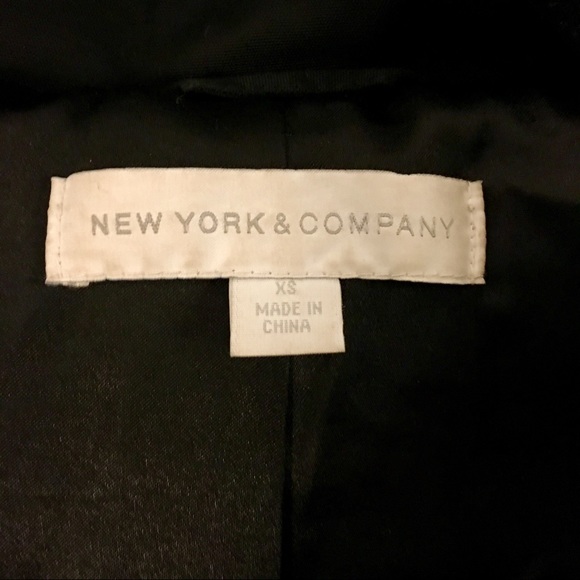 NEW YORK & COMPANY
XS
MADE IN
CHINA